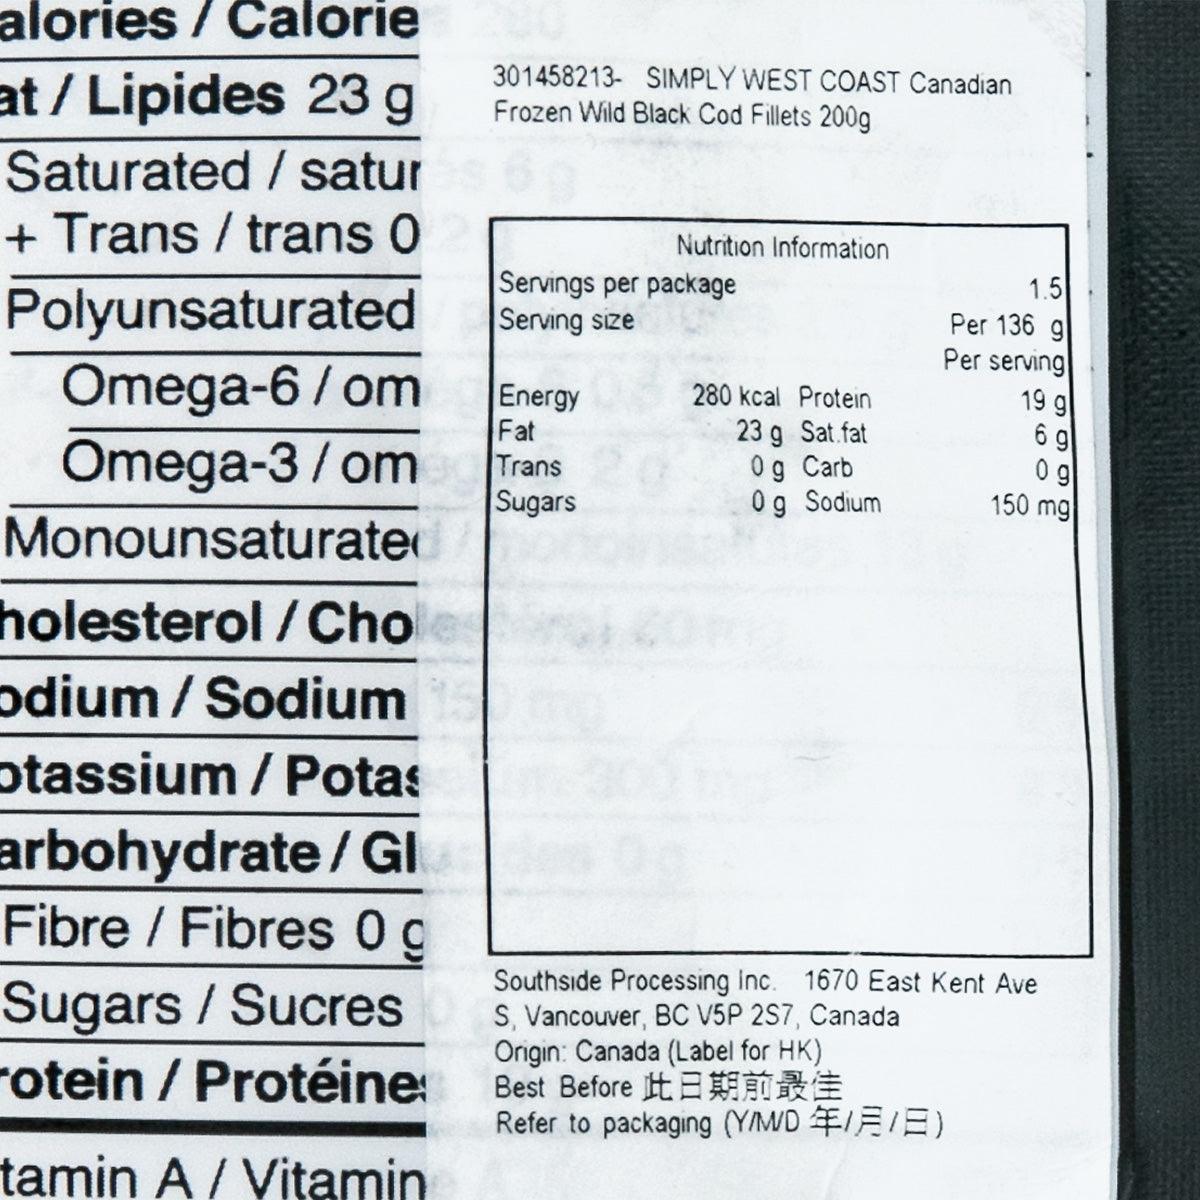 alories / Calorie
at / Lipides 23 g
Saturated / satur
+ Trans / trans 0
Polyunsaturated
Omega-6 / om
Omega-3 / om
Monounsaturated
holesterol / Cho
odium / Sodium
otassium / Potas
arbohydrate / Gl
Fibre / Fibres 0 g
Sugars / Sucres
rotein / Protéines
tamin A / Vitamin
301458213- SIMPLY WEST COAST Canadian
Frozen Wild Black Cod Fillets 200g
Nutrition Information
Servings per package 1.5
Serving size Per 136 g
Per serving
Energy 280 kcal Protein 19 g
Fat 23 g Sat.fat 6 g
Trans 0 g Carb 0 g
Sugars 0 g Sodium 150 mg
Southside Processing Inc. 1670 East Kent Ave
S, Vancouver, BC V5P 2S7, Canada
Origin: Canada (Label for HK)
Best Before 此日期前最佳
Refer to packaging (Y/M/D 年/月/日)